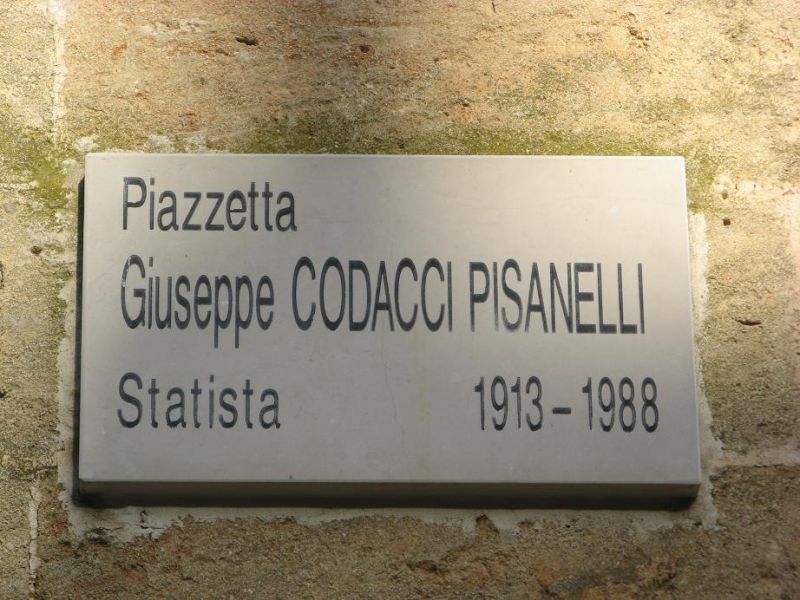 Piazzetta
Giuseppe CODACCI PISANELLI
Statista 1913-1988